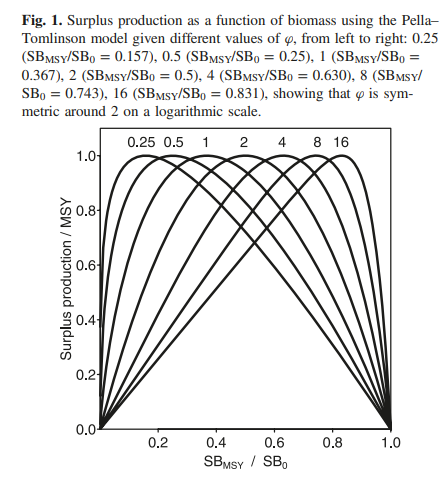 Fig. 1. Surplus production as a function of biomass using the Pella–
Tomlinson model given different values of φ, from left to right: 0.25
(SBMSY/SB0 = 0.157), 0.5 (SBMSY/SB0 = 0.25), 1 (SBMSY/SB0 =
0.367), 2 (SBMSY/SB0 = 0.5), 4 (SBMSY/SB0 = 0.630), 8 (SBMSY/
SB0 = 0.743), 16 (SBMSY/SB0 = 0.831), showing that φ is sym-
metric around 2 on a logarithmic scale.
0.25 0.5 1 2 4 8 16
1.0
0.8
0.6
0.4
0.2
0.0
Surplus production / MSY
0.2 0.4 0.6 0.8 1.0
SBMSY / SB0